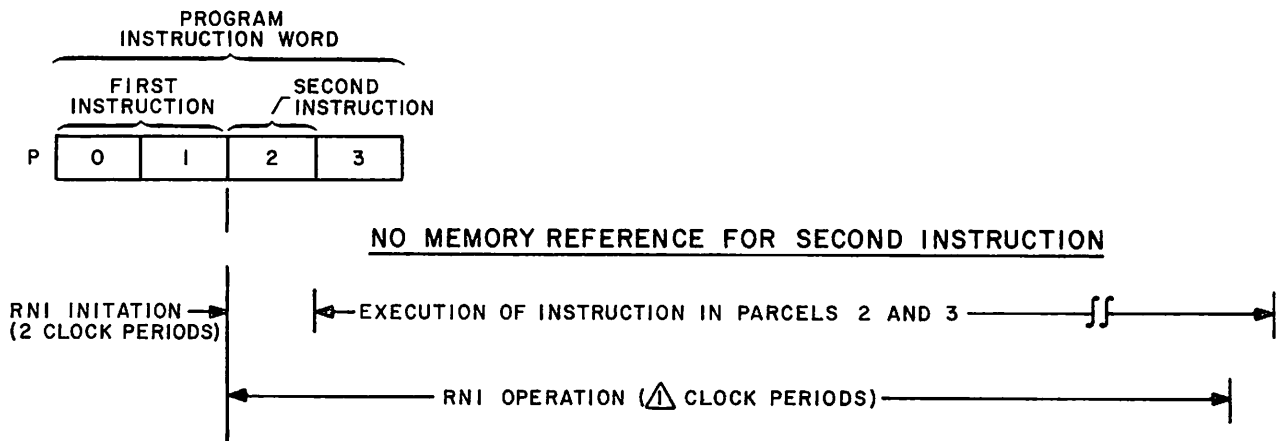 PROGRAM
INSTRUCTION WORD
FIRST
INSTRUCTION
SECOND
INSTRUCTION
P 0 1 2 3
NO MEMORY REFERENCE FOR SECOND INSTRUCTION
RNI INITATION
(2 CLOCK PERIODS)
EXECUTION OF INSTRUCTION IN PARCELS 2 AND 3
RNI OPERATION (1 CLOCK PERIODS)